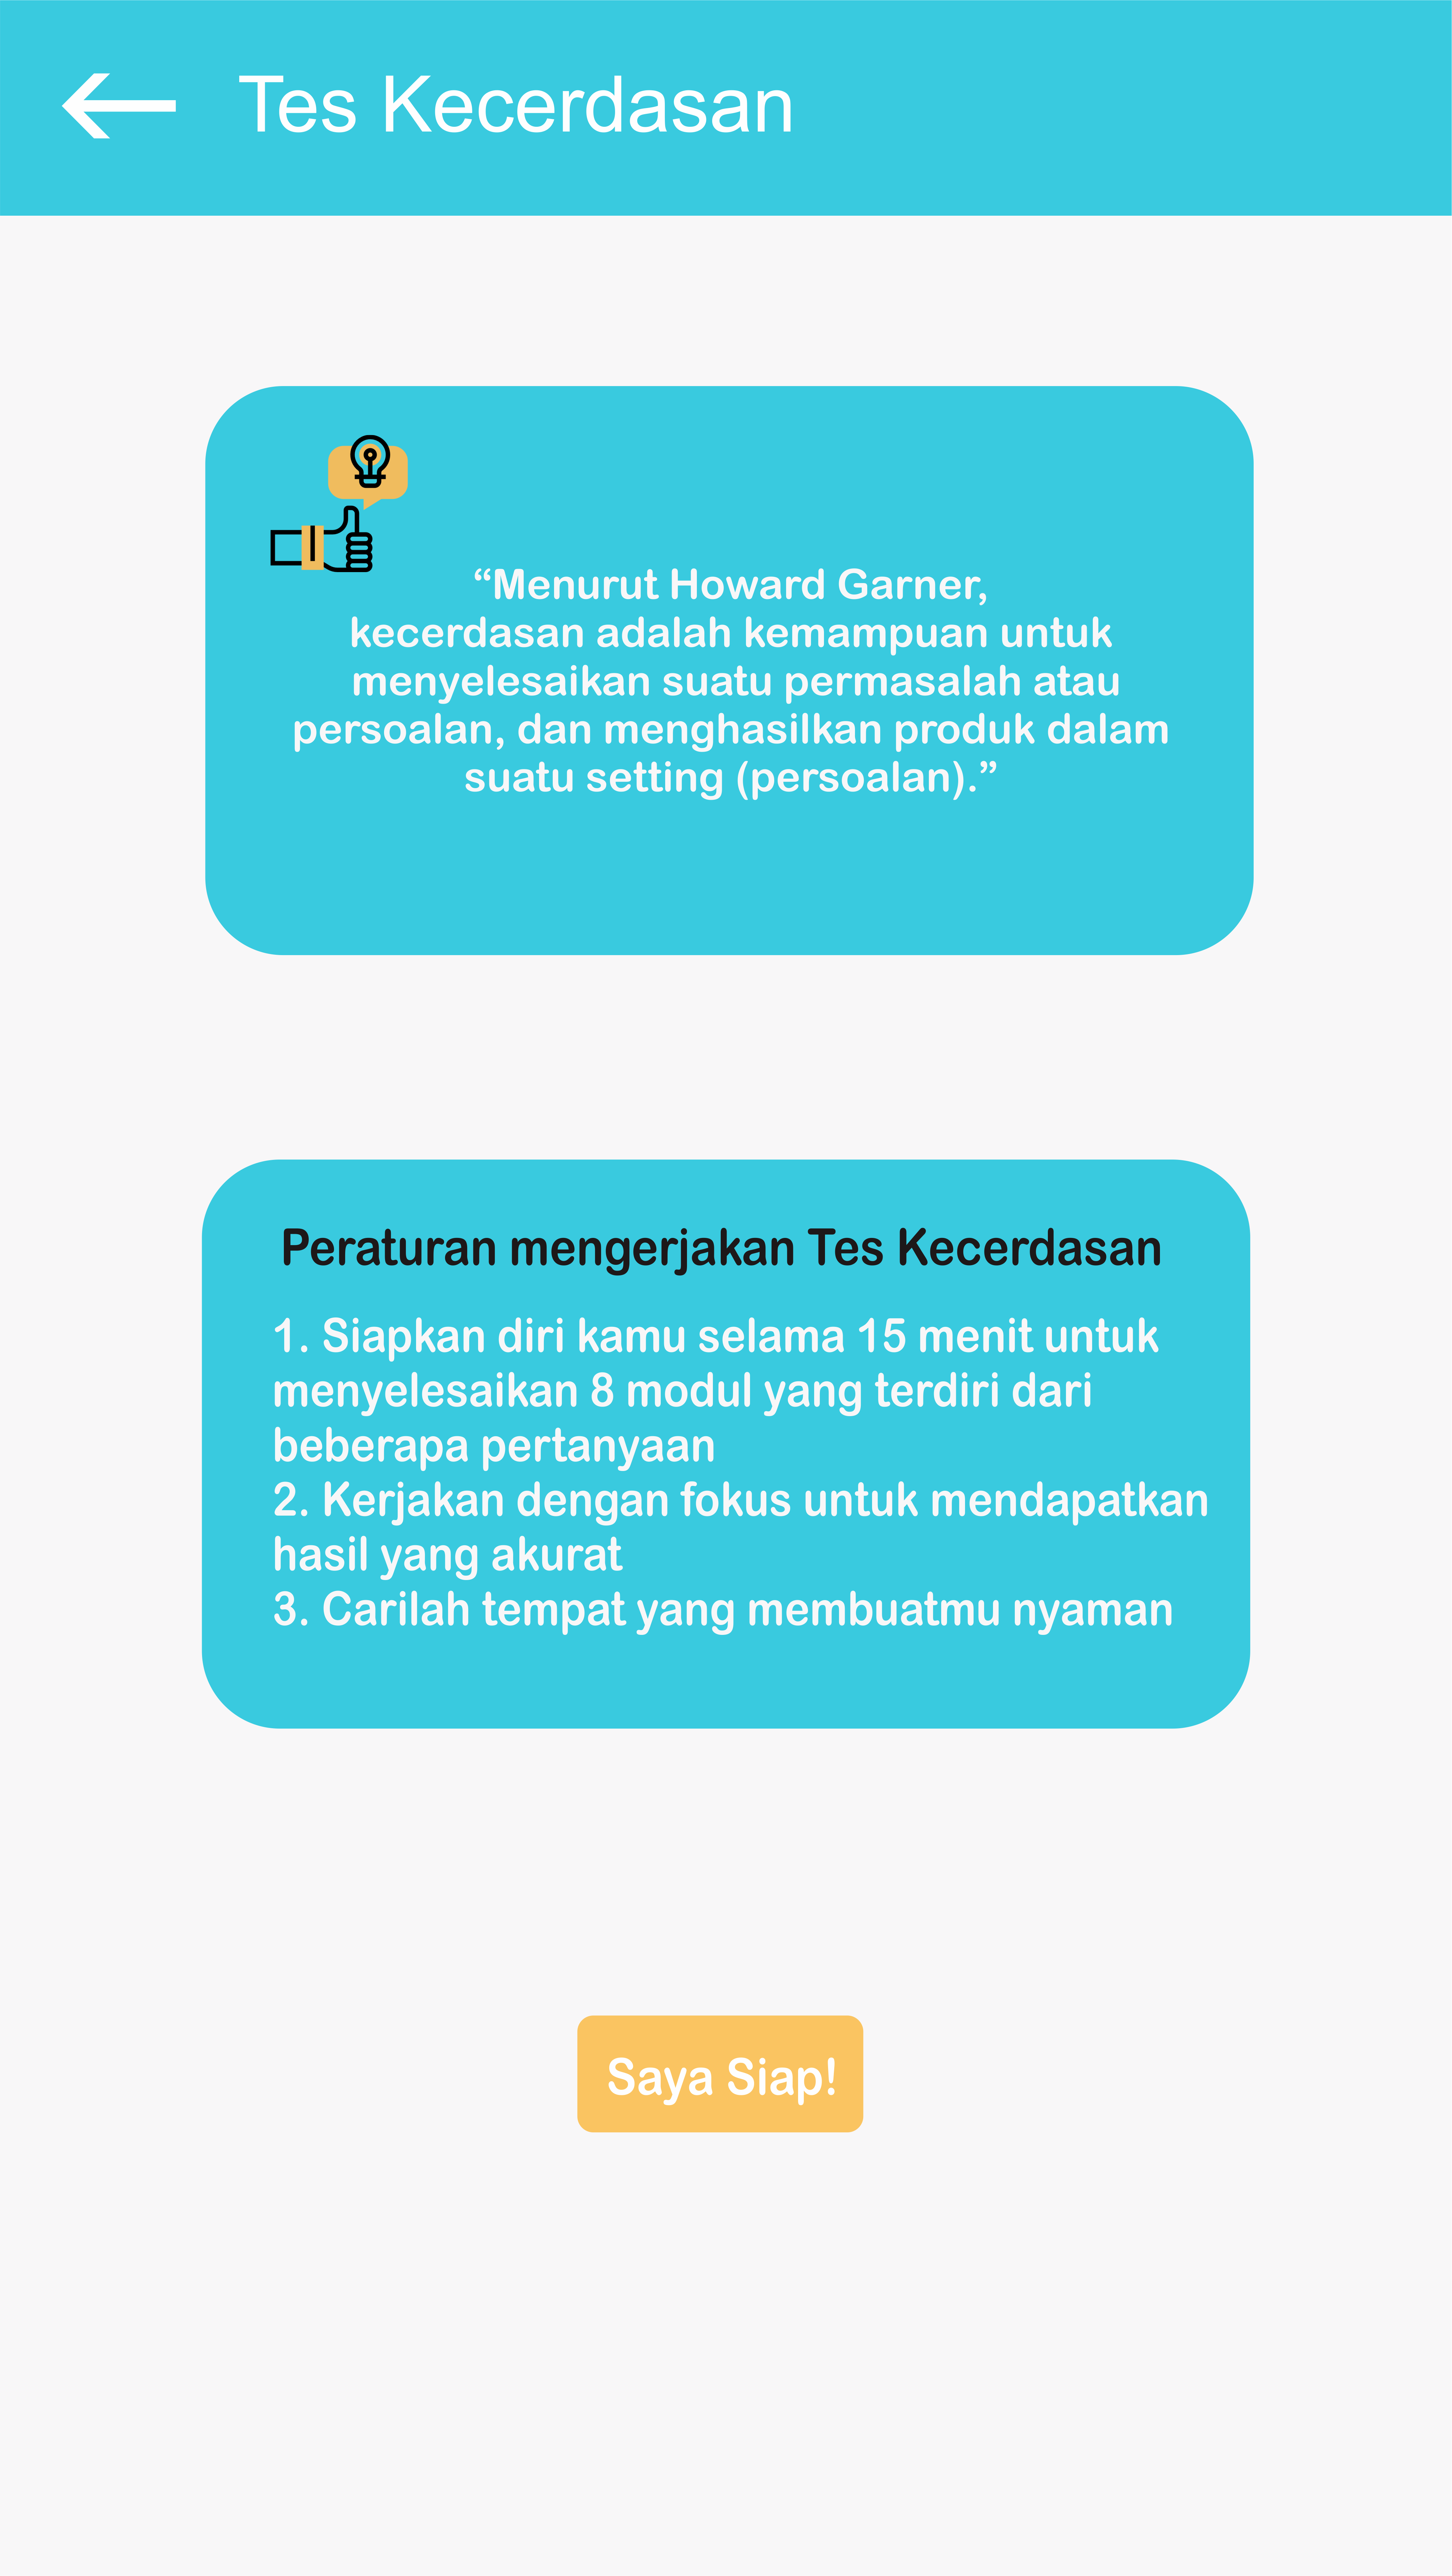 Tes Kecerdasan
“Menurut Howard Garner,
kecerdasan adalah kemampuan untuk
menyelesaikan suatu permasalah atau
persoalan, dan menghasilkan produk dalam
suatu setting (persoalan).”
Peraturan mengerjakan Tes Kecerdasan
1. Siapkan diri kamu selama 15 menit untuk
menyelesaikan 8 modul yang terdiri dari
beberapa pertanyaan
2. Kerjakan dengan fokus untuk mendapatkan
hasil yang akurat
3. Carilah tempat yang membuatmu nyaman
Saya Siap!